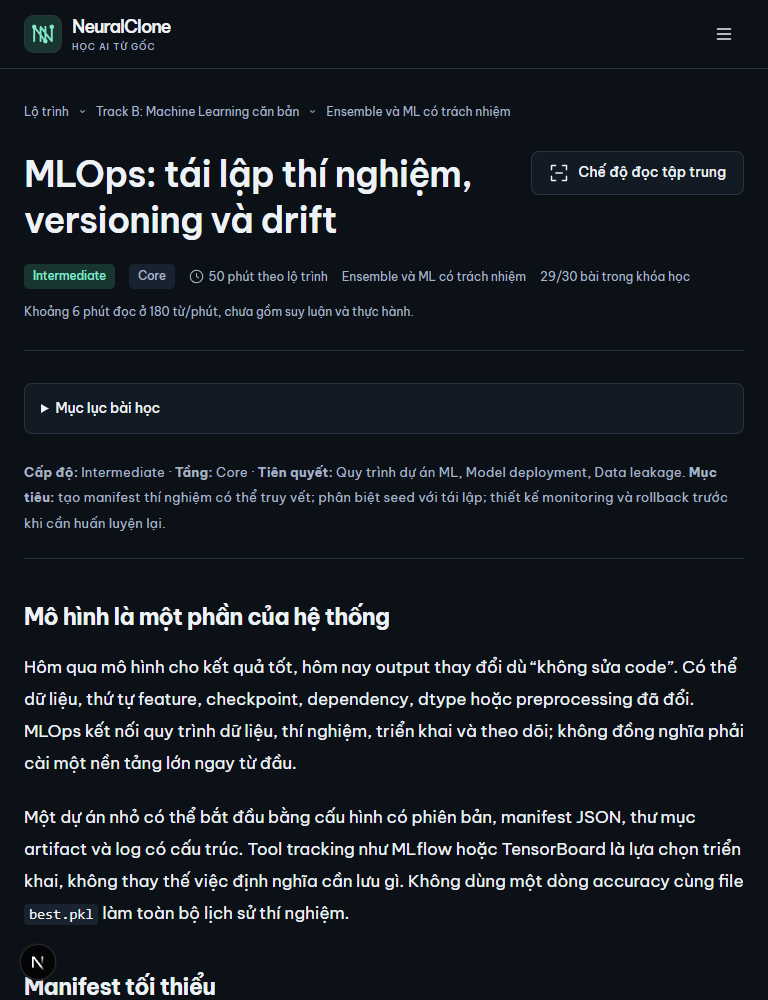 NeuralClone
HỌC AI TỪ GỐC
Lộ trình
Track B: Machine Learning căn bản
Ensemble và ML có trách nhiệm
MLOps: tái lập thí nghiệm,
versioning và drift
Chế độ đọc tập trung
Intermediate
Core
50 phút theo lộ trình
Ensemble và ML có trách nhiệm
29/30 bài trong khóa học
Khoảng 6 phút đọc ở 180 từ/phút, chưa gồm suy luận và thực hành.
Mục lục bài học
Cấp độ: Intermediate · Tầng: Core · Tiên quyết: Quy trình dự án ML, Model deployment, Data leakage. Mục
tiêu: tạo manifest thí nghiệm có thể truy vết; phân biệt seed với tái lập; thiết kế monitoring và rollback trước
khi cần huấn luyện lại.
Mô hình là một phần của hệ thống
Hôm qua mô hình cho kết quả tốt, hôm nay output thay đổi dù “không sửa code”. Có thể
dữ liệu, thứ tự feature, checkpoint, dependency, dtype hoặc preprocessing đã đổi.
MLOps kết nối quy trình dữ liệu, thí nghiệm, triển khai và theo dõi; không đồng nghĩa phải
cài một nền tảng lớn ngay từ đầu.
Một dự án nhỏ có thể bắt đầu bằng cấu hình có phiên bản, manifest JSON, thư mục
artifact và log có cấu trúc. Tool tracking như MLflow hoặc TensorBoard là lựa chọn triển
khai, không thay thế việc định nghĩa cần lưu gì. Không dùng một dòng accuracy cùng file
best.pkl làm toàn bộ lịch sử thí nghiệm.
Manifest tối thiểu